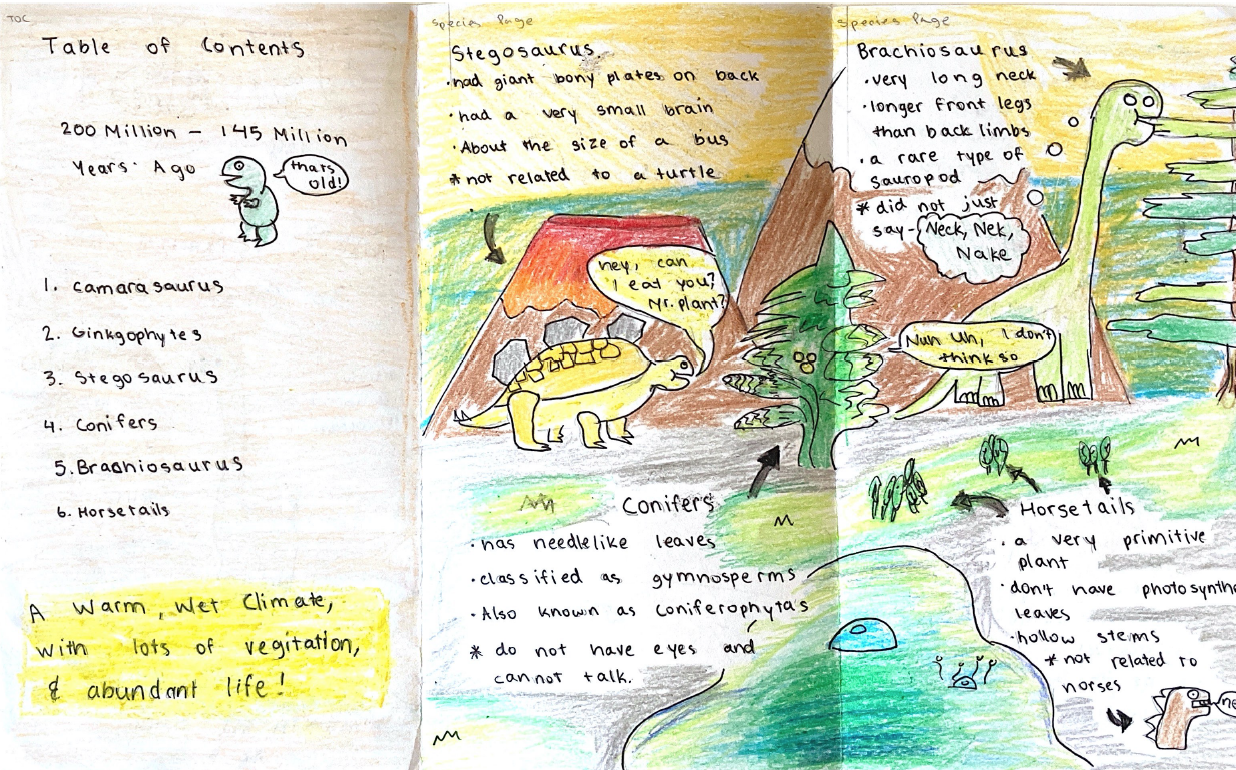 TOC
Table of Contents
200 Million - 145 Million
Years Ago
thats
old!
1. Camarasaurus
2. Ginkgophytes
3. Stegosaurus
4. Conifers
5. Brachiosaurus
6. Horsetails
A Warm, Wet Climate,
with lots of vegitation,
& abundant life!
Species Page
Stegosaurus
• had giant bony plates on back
• had a very small brain
• About the size of a bus
* not related to a turtle
hey, can
I eat you?
Mr. plant?
Conifers
• has needlelike leaves
• classified as gymnosperms
• Also known as Coniferophytas
* do not have eyes and
cannot talk.
Species Page
Brachiosaurus
• very long neck
• longer front legs
than back limbs
• a rare type of
sauropod
* did not just
say-
Neck, Nek,
Nake
Nuh Uh, I don't
think so
Horsetails
• a very primitive
plant
• don't have photosynthe
leaves
• hollow stems
* not related to
horses
ne